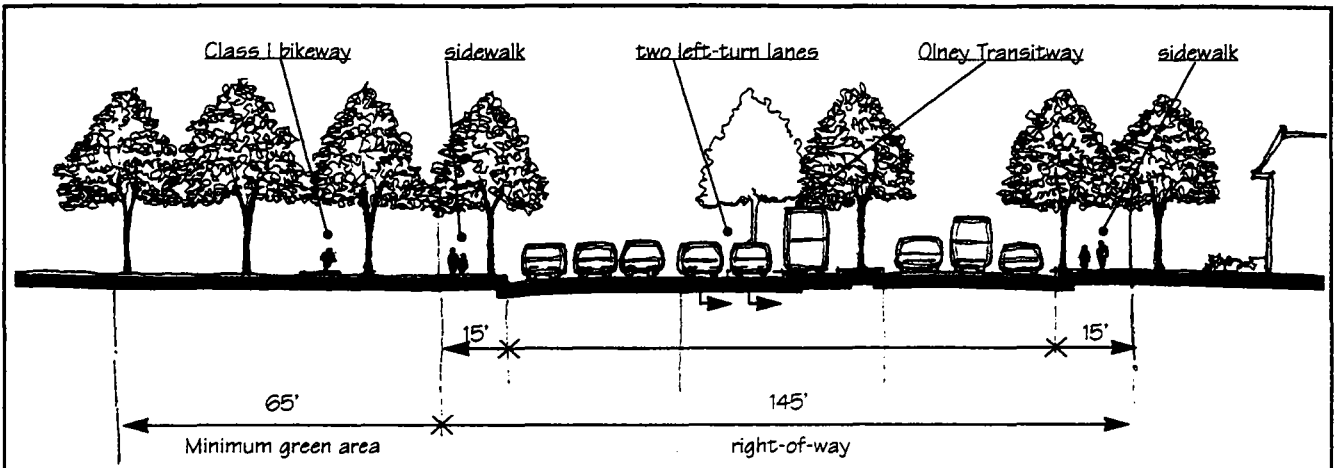 Class I bikeway
sidewalk
two left-turn lanes
Olney Transitway
sidewalk
15'
15'
65'
145'
Minimum green area
right-of-way